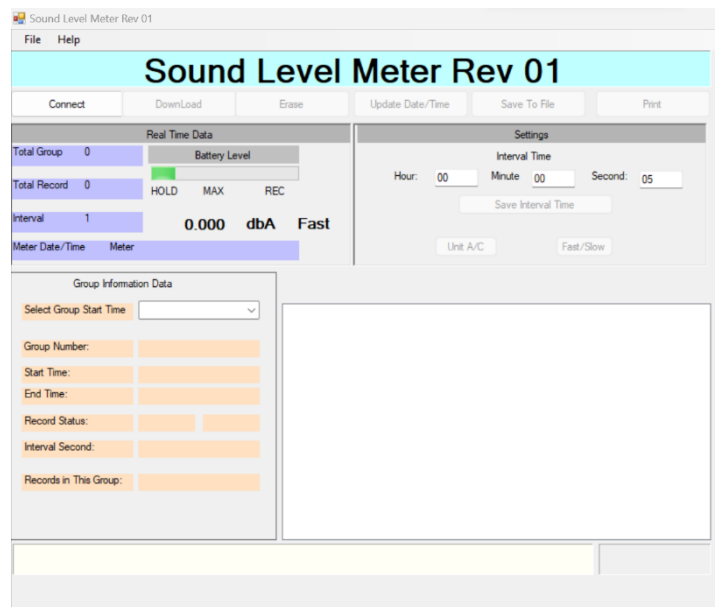 Sound Level Meter Rev 01
File Help
Sound Level Meter Rev 01
Connect DownLoad Erase Update Date/Time Save To File Print
Real Time Data Settings
Total Group 0 Battery Level Interval Time
Hour: 00 Minute 00 Second: 05
Total Record 0 HOLD MAX REC
Save Interval Time
Interval 1 0.000 dbA Fast
Meter Date/Time Meter Unit A/C Fast/Slow
Group Information Data
Select Group Start Time
Group Number:
Start Time:
End Time:
Record Status:
Interval Second:
Records in This Group: